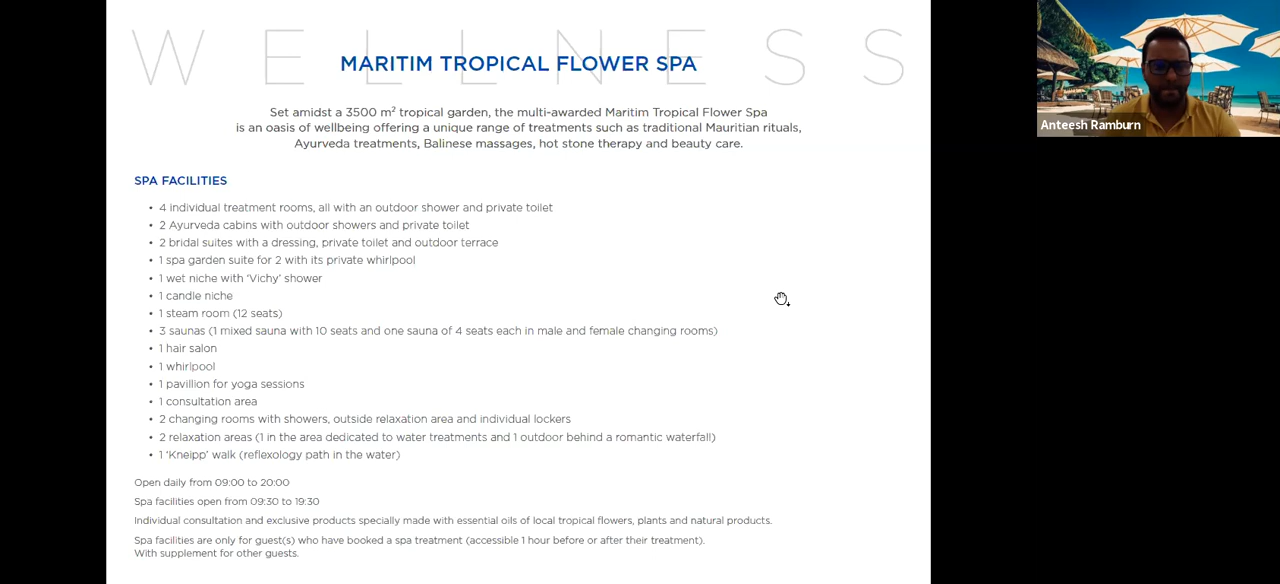 WELLNESS
MARITIM TROPICAL FLOWER SPA
Set amidst a 3500 m² tropical garden, the multi-awarded Maritim Tropical Flower Spa
is an oasis of wellbeing offering a unique range of treatments such as traditional Mauritian rituals,
Ayurveda treatments, Balinese massages, hot stone therapy and beauty care.
SPA FACILITIES
• 4 individual treatment rooms, all with an outdoor shower and private toilet
• 2 Ayurveda cabins with outdoor showers and private toilet
• 2 bridal suites with a dressing, private toilet and outdoor terrace
• 1 spa garden suite for 2 with its private whirlpool
• 1 wet niche with ‘Vichy’ shower
• 1 candle niche
• 1 steam room (12 seats)
• 3 saunas (1 mixed sauna with 10 seats and one sauna of 4 seats each in male and female changing rooms)
• 1 hair salon
• 1 whirlpool
• 1 pavillion for yoga sessions
• 1 consultation area
• 2 changing rooms with showers, outside relaxation area and individual lockers
• 2 relaxation areas (1 in the area dedicated to water treatments and 1 outdoor behind a romantic waterfall)
• 1 ‘Kneipp’ walk (reflexology path in the water)
Open daily from 09:00 to 20:00
Spa facilities open from 09:30 to 19:30
Individual consultation and exclusive products specially made with essential oils of local tropical flowers, plants and natural products.
Spa facilities are only for guest(s) who have booked a spa treatment (accessible 1 hour before or after their treatment).
With supplement for other guests.
Anteesh Ramburn